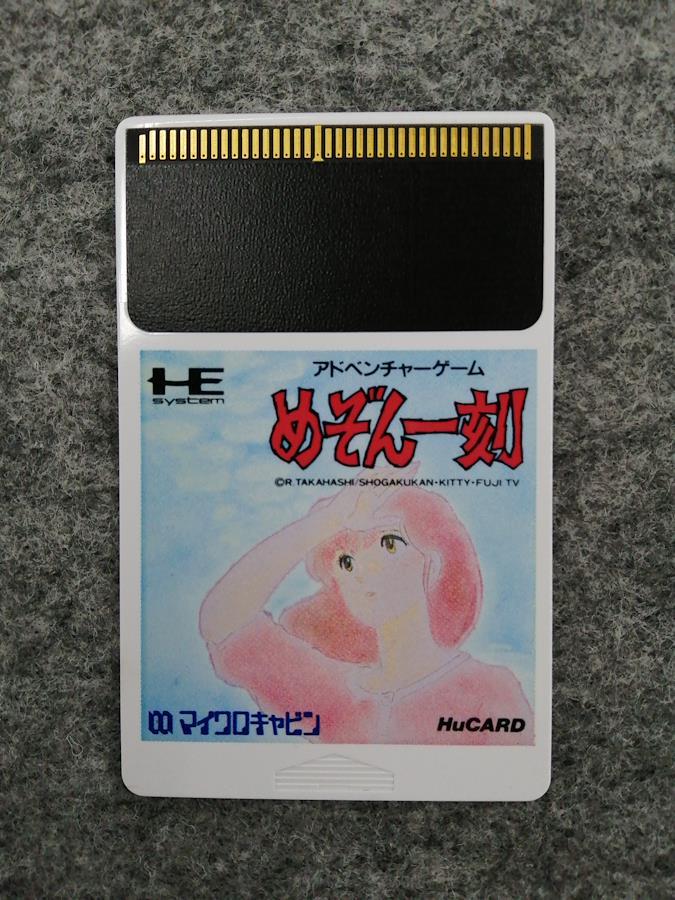 アドベンチャーゲーム
HE
system
めぞん一刻
©R.TAKAHASHI/SHOGAKUKAN・KITTY・FUJI TV
マイクロキャビン
HuCARD